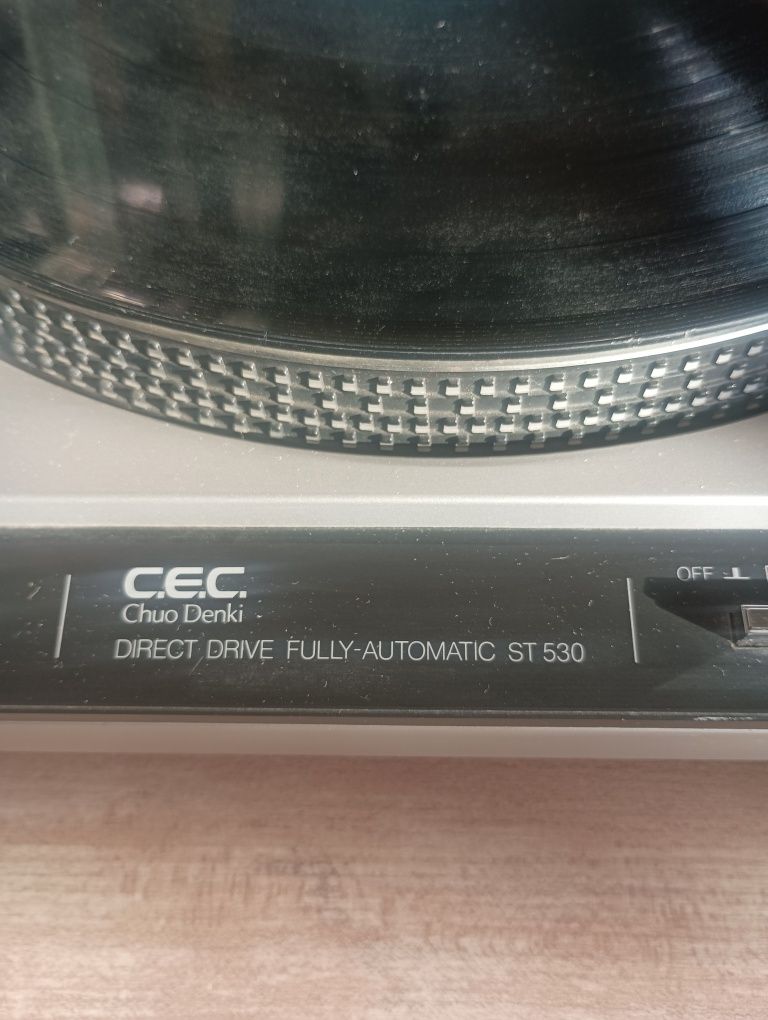 C.E.C.
Chuo Denki
DIRECT DRIVE FULLY-AUTOMATIC ST 530
OFF